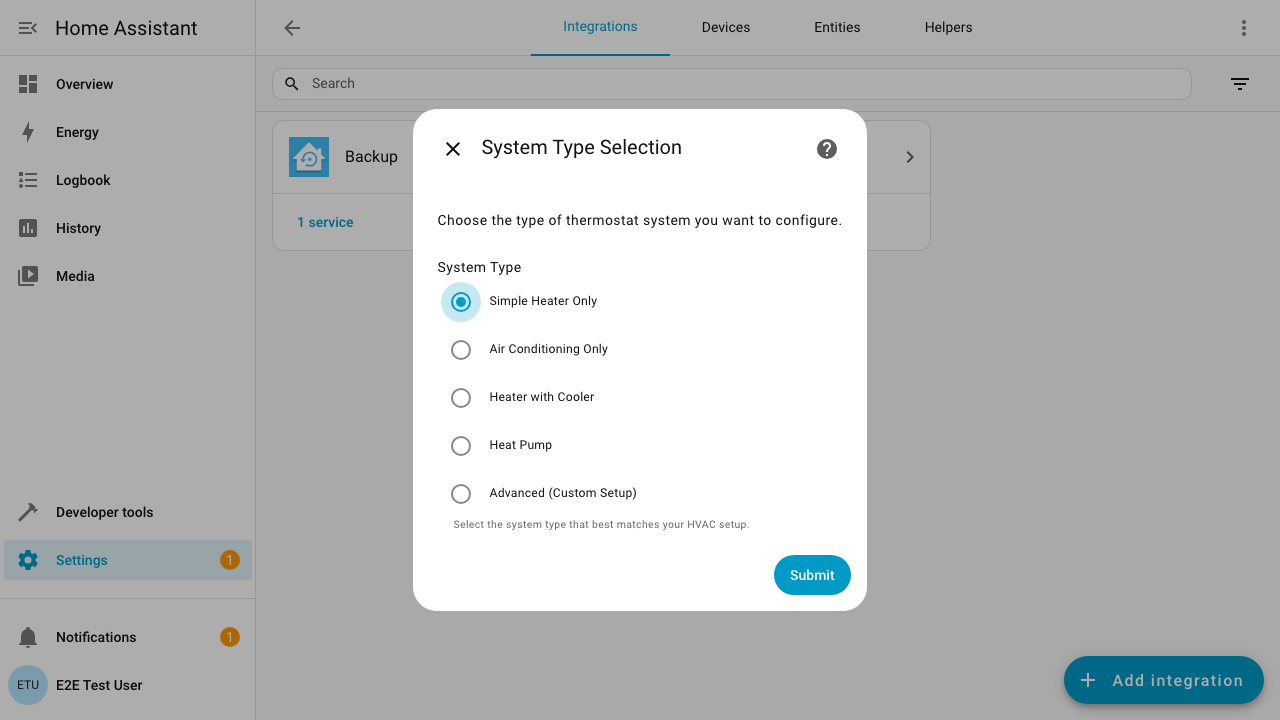 Home Assistant
Integrations
Devices
Entities
Helpers
Overview
Energy
Logbook
History
Media
Developer tools
Settings
1
Notifications
1
ETU
E2E Test User
Search
Backup
1 service
System Type Selection
Choose the type of thermostat system you want to configure.
System Type
Simple Heater Only
Air Conditioning Only
Heater with Cooler
Heat Pump
Advanced (Custom Setup)
Select the system type that best matches your HVAC setup.
Submit
Add integration